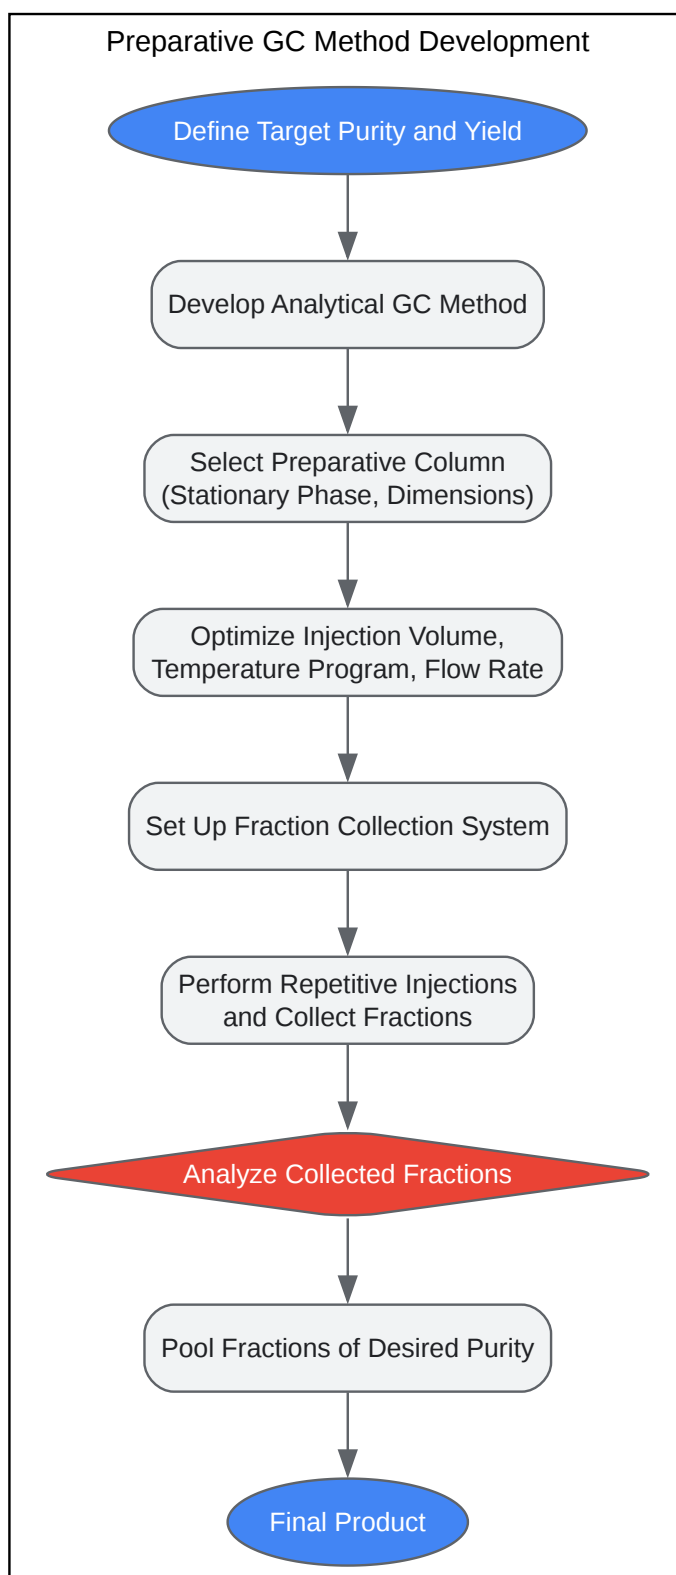 Preparative GC Method Development
Define Target Purity and Yield
Develop Analytical GC Method
Select Preparative Column
(Stationary Phase, Dimensions)
Optimize Injection Volume,
Temperature Program, Flow Rate
Set Up Fraction Collection System
Perform Repetitive Injections
and Collect Fractions
Analyze Collected Fractions
Pool Fractions of Desired Purity
Final Product